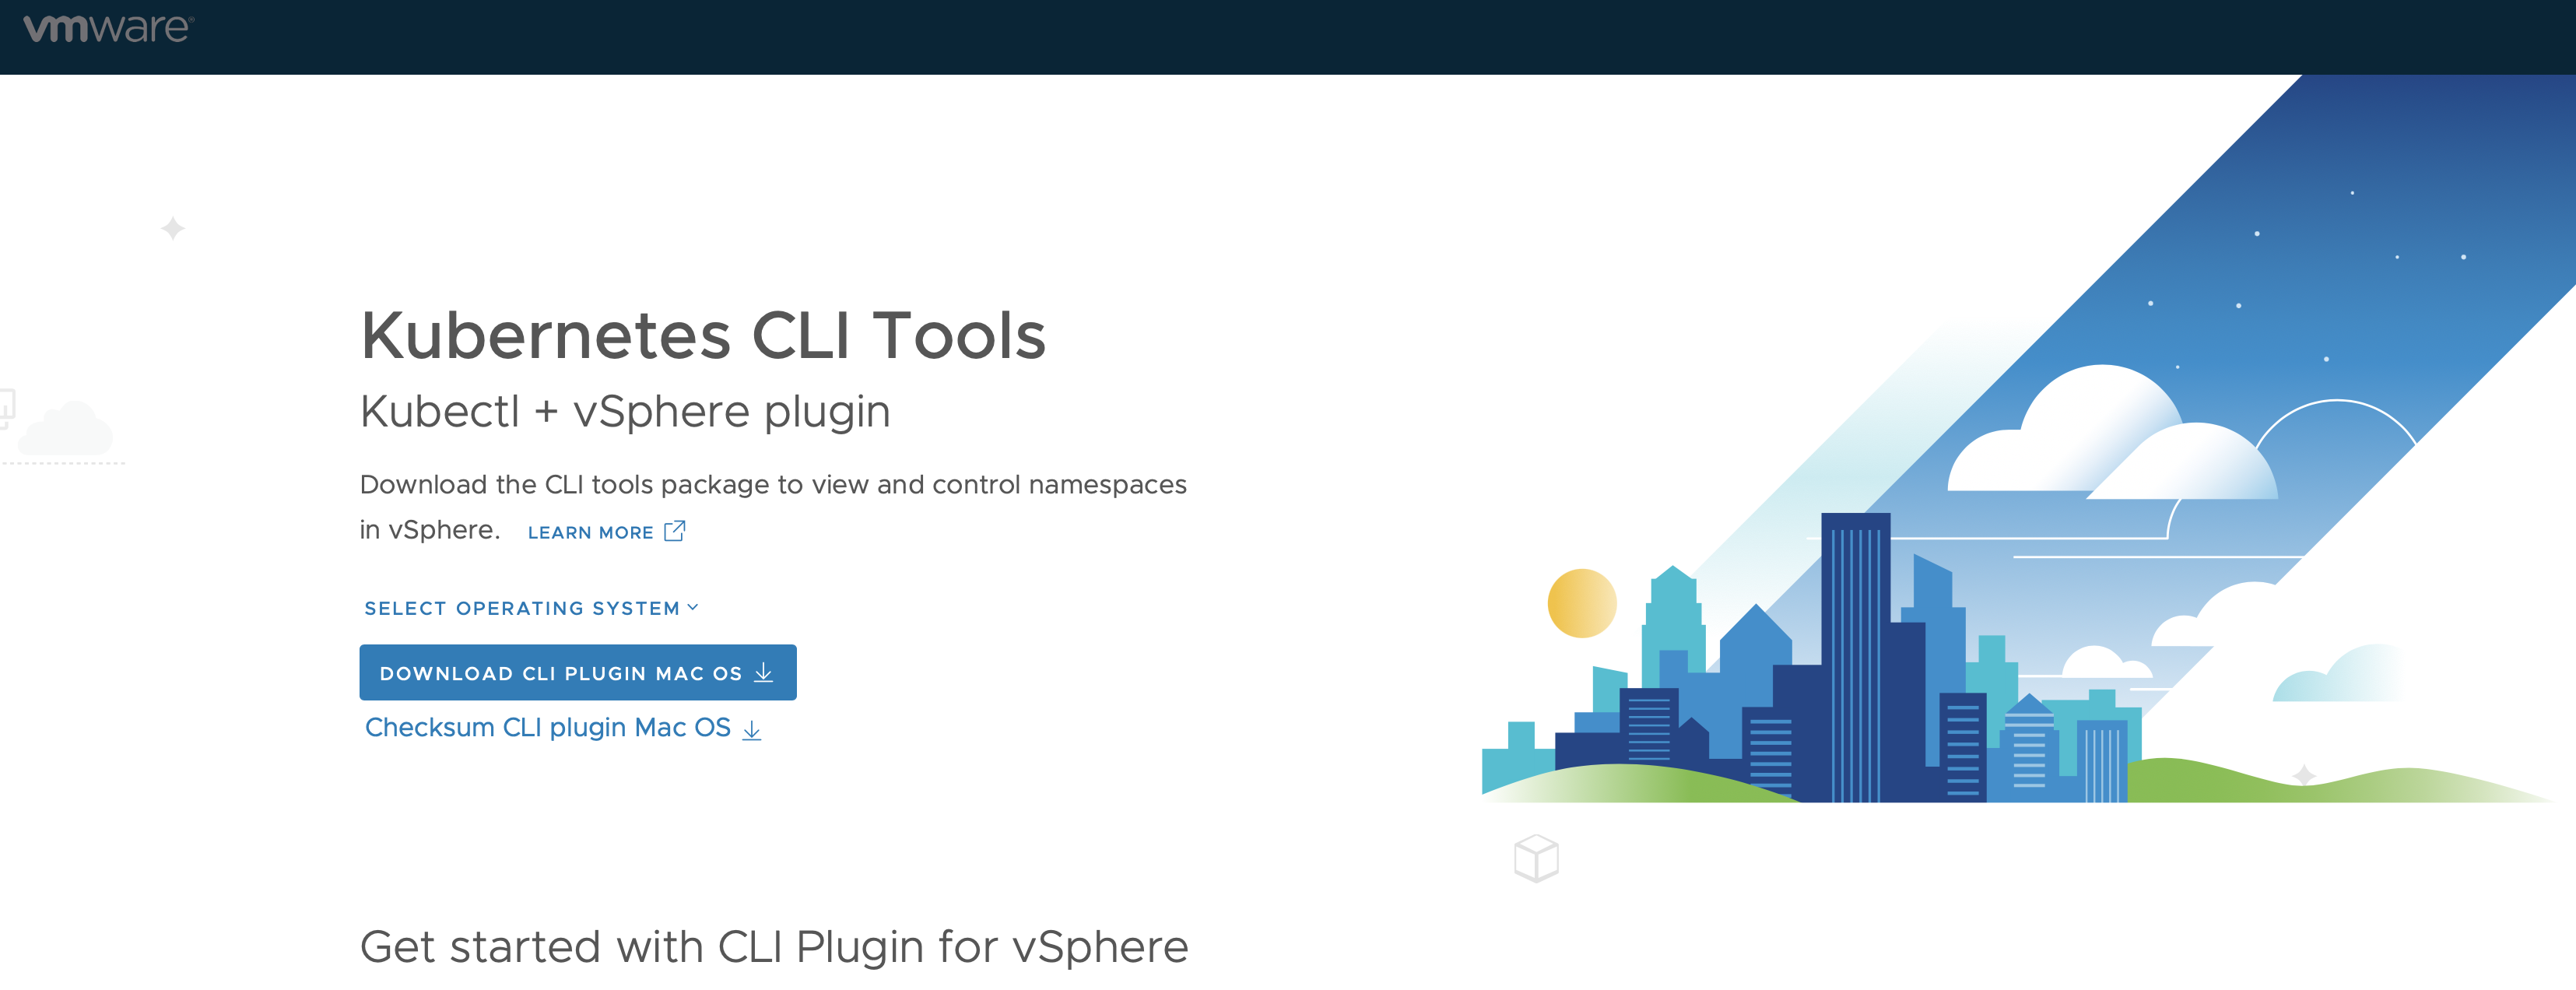 vmware®
Kubernetes CLI Tools
Kubectl + vSphere plugin
Download the CLI tools package to view and control namespaces
in vSphere. LEARN MORE
SELECT OPERATING SYSTEM
DOWNLOAD CLI PLUGIN MAC OS
Checksum CLI plugin Mac OS
Get started with CLI Plugin for vSphere